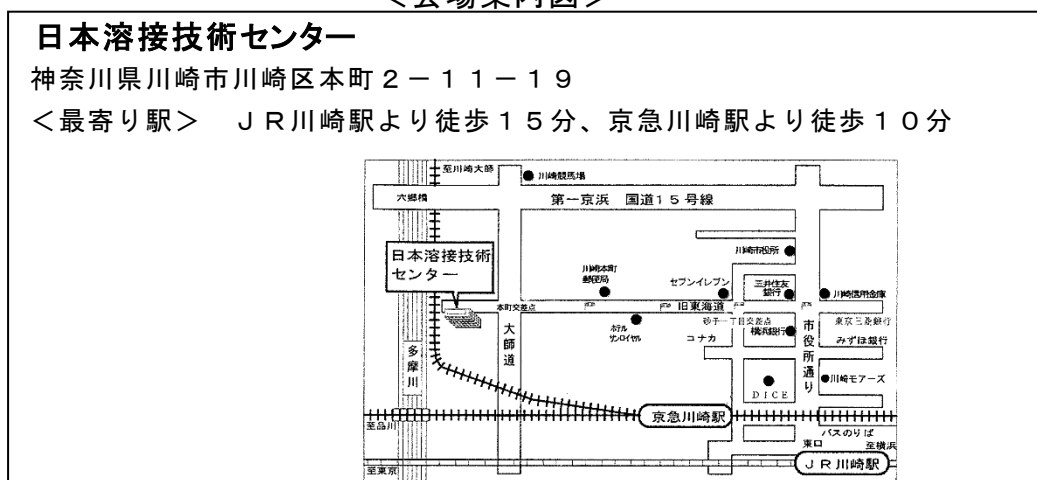 ＜会場案内図＞
日本溶接技術センター
神奈川県川崎市川崎区本町２－１１－１９
＜最寄り駅＞　ＪＲ川崎駅より徒歩１５分、京急川崎駅より徒歩１０分
至川崎大師
川崎競馬場
六郷橋
第一京浜　国道１５号線
川崎市役所
日本溶接技術
センター
川崎本町
郵便局
セブンイレブン
三井住友
銀行
川崎信用金庫
本町交差点
旧東海道
砂子一丁目交差点
ホテル
サンロイヤル
コナカ
横浜銀行
東京三菱銀行
みずほ銀行
大師道
市役所通り
多摩川
川崎モアーズ
DICE
京急川崎駅
至品川
バスのりば
東口
至横浜
ＪＲ川崎駅
至東京